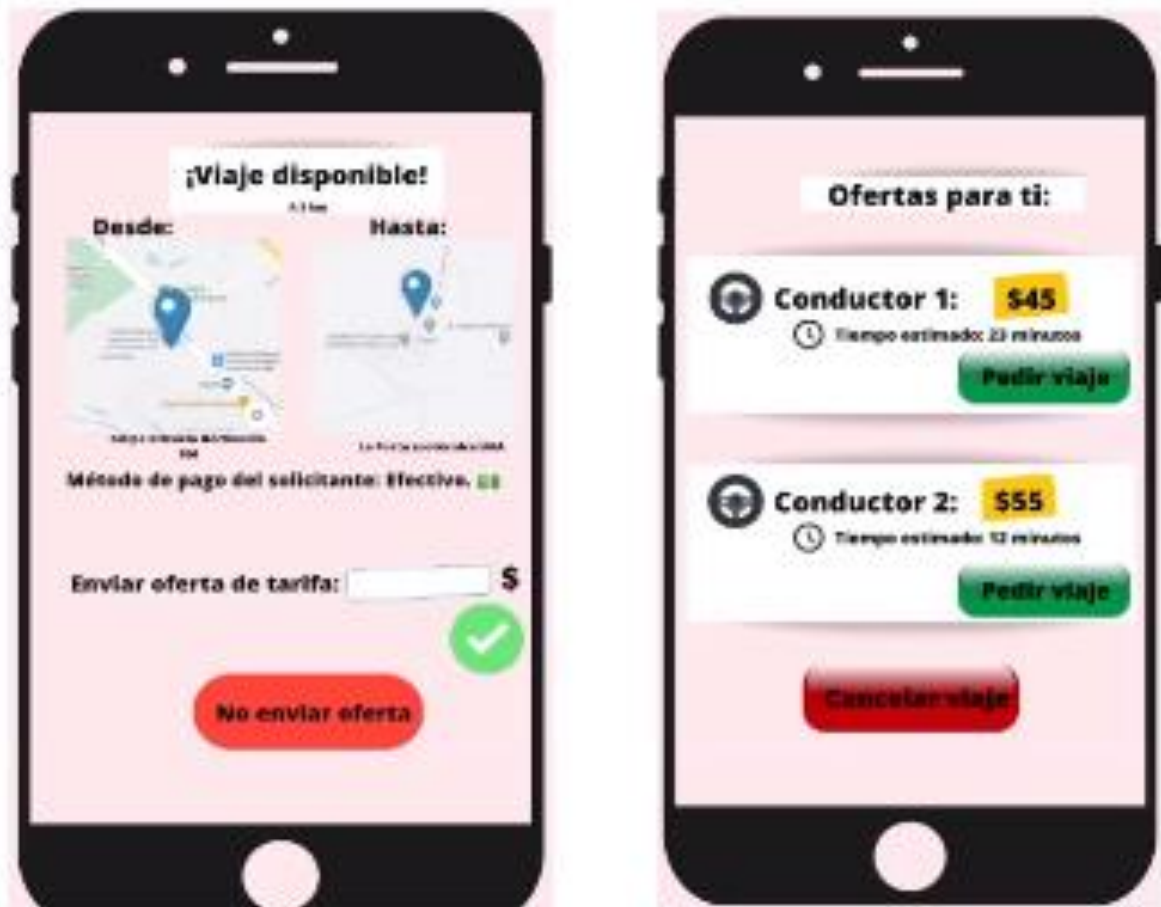 ¡Viaje disponible!
Desde:
Hasta:
Método de pago del solicitante: Efectivo.
Enviar oferta de tarifa: $
No enviar oferta
Ofertas para ti:
Conductor 1: $45
Tiempo estimado: 23 minutos
Pedir viaje
Conductor 2: $55
Tiempo estimado: 12 minutos
Pedir viaje
Cancelar viaje